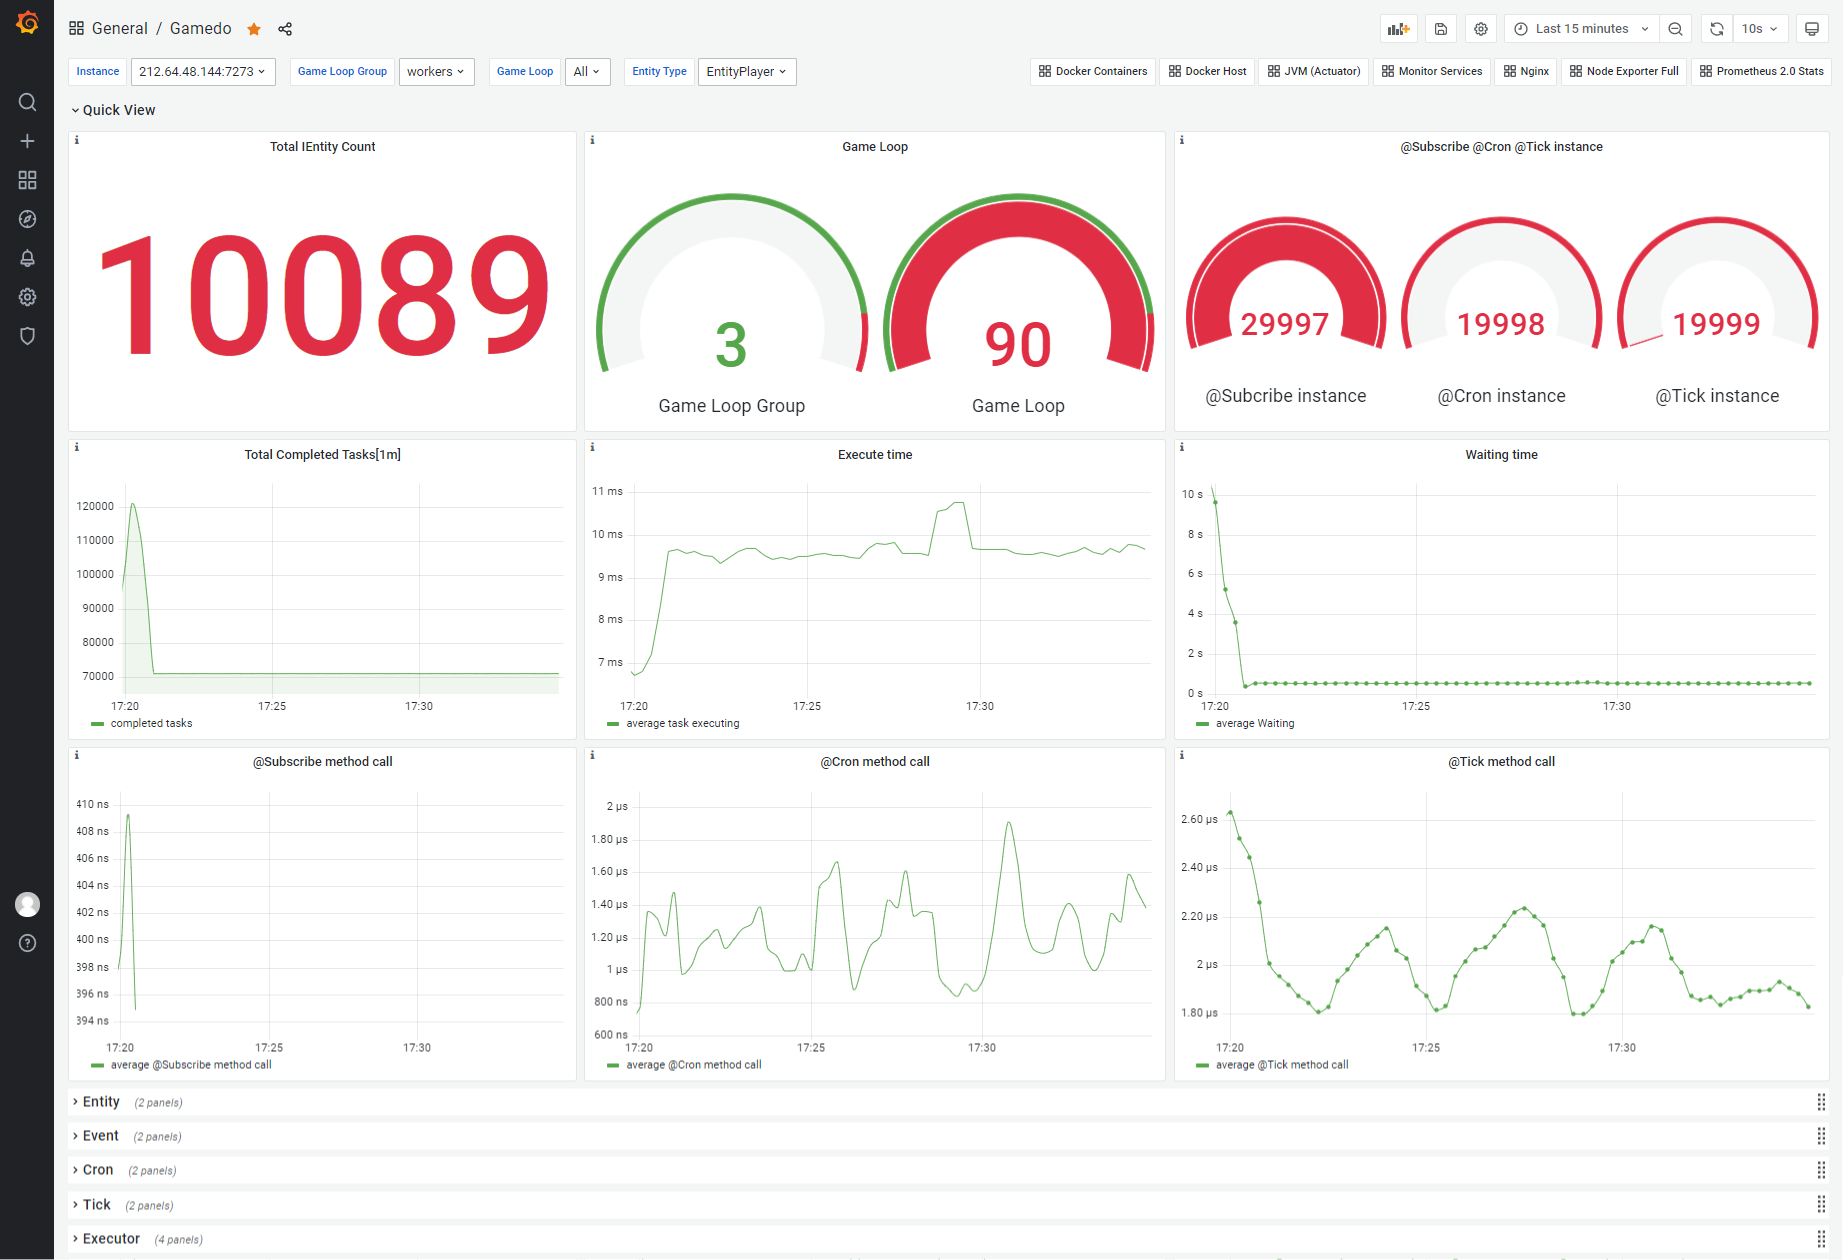 General / Gamedo
Last 15 minutes
10s
Instance 212.64.48.144:7273 Game Loop Group workers Game Loop All Entity Type EntityPlayer
Docker Containers Docker Host JVM (Actuator) Monitor Services Nginx Node Exporter Full Prometheus 2.0 Stats
Quick View
Total IEntity Count
10089
Game Loop
3
90
Game Loop Group
Game Loop
@Subscribe @Cron @Tick instance
29997
19998
19999
@Subcribe instance
@Cron instance
@Tick instance
Total Completed Tasks[1m]
120000
110000
100000
90000
80000
70000
17:20 17:25 17:30
completed tasks
Execute time
11 ms
10 ms
9 ms
8 ms
7 ms
17:20 17:25 17:30
average task executing
Waiting time
10 s
8 s
6 s
4 s
2 s
0 s
17:20 17:25 17:30
average Waiting
@Subscribe method call
410 ns
408 ns
406 ns
404 ns
402 ns
400 ns
398 ns
396 ns
394 ns
17:20 17:25 17:30
average @Subscribe method call
@Cron method call
2 µs
1.80 µs
1.60 µs
1.40 µs
1.20 µs
1 µs
800 ns
600 ns
17:20 17:25 17:30
average @Cron method call
@Tick method call
2.60 µs
2.40 µs
2.20 µs
2 µs
1.80 µs
17:20 17:25 17:30
average @Tick method call
Entity (2 panels)
Event (2 panels)
Cron (2 panels)
Tick (2 panels)
Executor (4 panels)